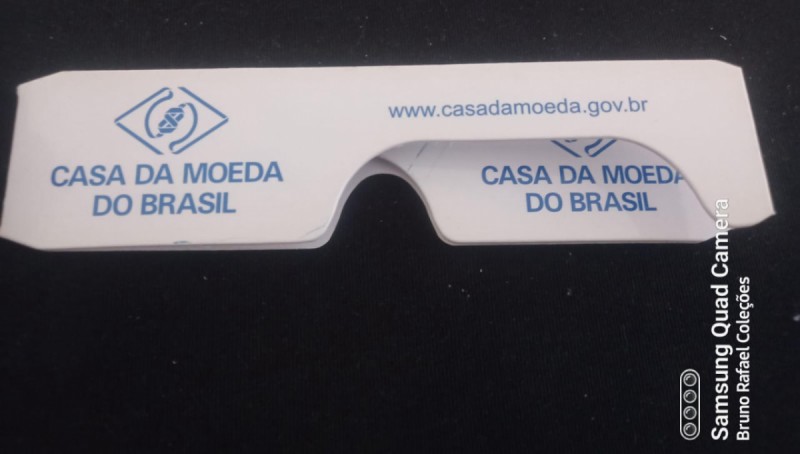 www.casadamoeda.gov.br
CASA DA MOEDA
DO BRASIL
CASA DA MOEDA
DO BRASIL
Samsung Quad Camera
Bruno Rafael Coleções